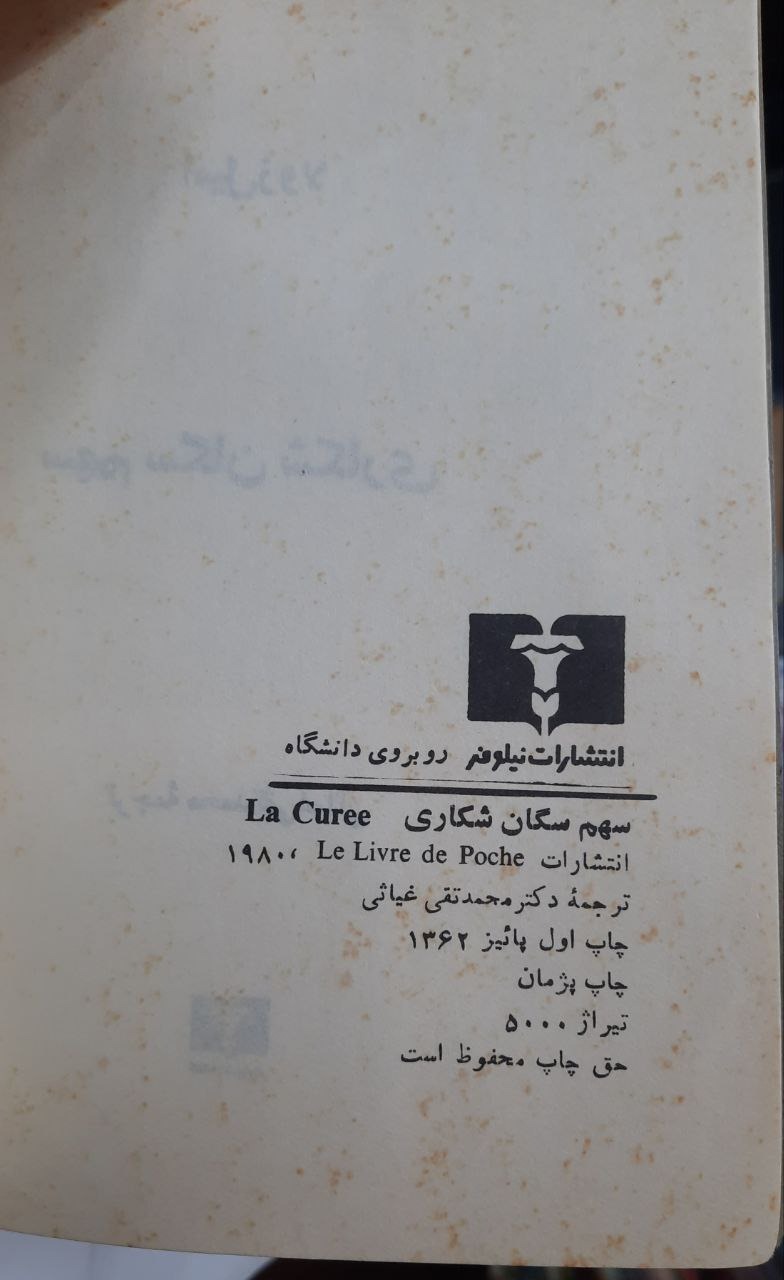 انتشارات نیلوفر روبروی دانشگاه
سهم سگان شکاری La Curee
انتشارات Le Livre de Poche ،۱۹۸۰
ترجمهٔ دکتر محمدتقی غیاثی
چاپ اول پائیز ۱۳۶۲
چاپ پژمان
تیراژ ۵۰۰۰
حق چاپ محفوظ است